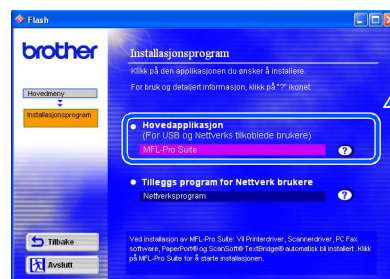 Flash
brother
Installasjonsprogram
Klikk på den applikasjonen du ønsker å installere.
For bruk og detaljert informasjon, klikk på "?" ikonet.
Hovedmeny
Installasjonsprogram
Hovedapplikasjon
(For USB og Nettverks tilkoblede brukere)
MFL-Pro Suite
?
Tilleggs program for Nettverk brukere
Nettverksprogram
?
Ved installasjon av MFL-Pro Suite: Vil Printerdriver, Scannerdriver, PC Fax
software, PaperPort® og ScanSoft® TextBridge® automatisk bli installert. Klikk
på MFL-Pro Suite for å starte installasjonen.
Tilbake
Avslutt